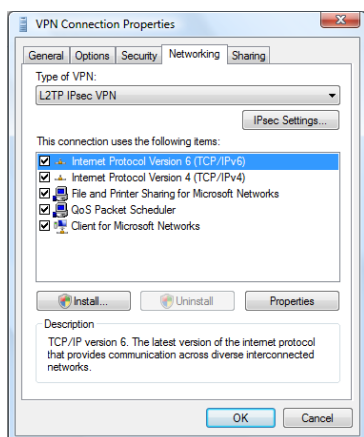 VPN Connection Properties
General Options Security Networking Sharing
Type of VPN:
L2TP IPsec VPN
IPsec Settings...
This connection uses the following items:
Internet Protocol Version 6 (TCP/IPv6)
Internet Protocol Version 4 (TCP/IPv4)
File and Printer Sharing for Microsoft Networks
QoS Packet Scheduler
Client for Microsoft Networks
Install... Uninstall Properties
Description
TCP/IP version 6. The latest version of the internet protocol
that provides communication across diverse interconnected
networks.
OK Cancel